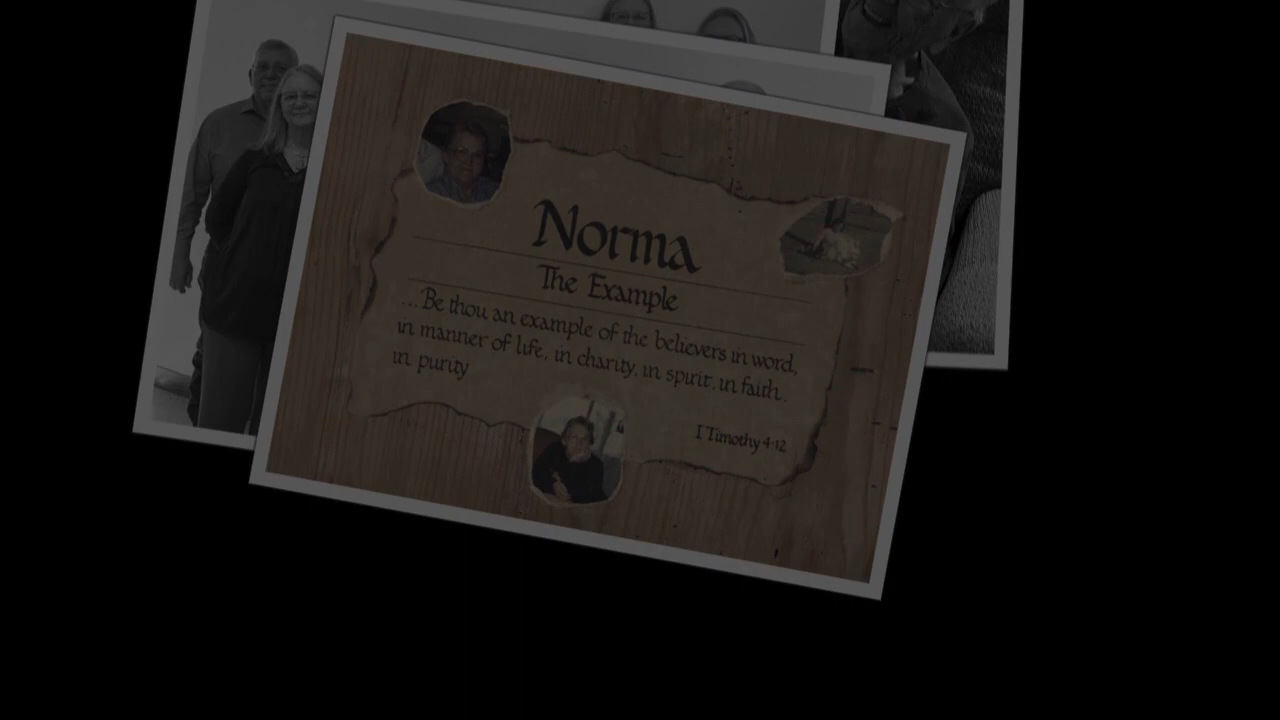 Norma
The Example
...Be thou an example of the believers in word,
in manner of life, in charity, in spirit, in faith,
in purity
I Timothy 4:12